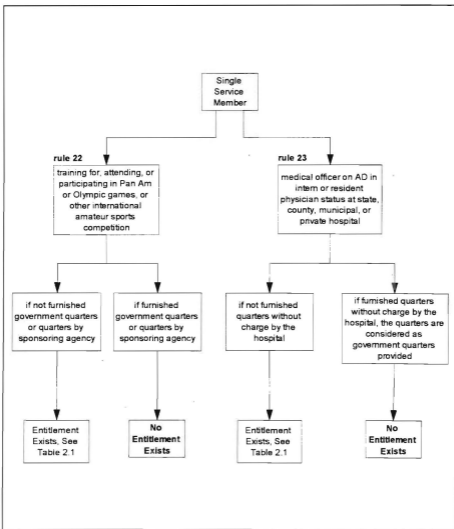 Single
Service
Member
rule 22
training for, attending, or
participating in Pan Am
or Olympic games, or
other international
amateur sports
competition
rule 23
medical officer on AD in
intern or resident
physician status at state,
county, municipal, or
private hospital
if not furnished
government quarters
or quarters by
sponsoring agency
if furnished
government quarters
or quarters by
sponsoring agency
if not furnished
quarters without
charge by the
hospital
if furnished quarters
without charge by the
hospital, the quarters are
considered as
government quarters
provided
Entitlement
Exists, See
Table 2.1
No
Entitlement
Exists
Entitlement
Exists, See
Table 2.1
No
Entitlement
Exists